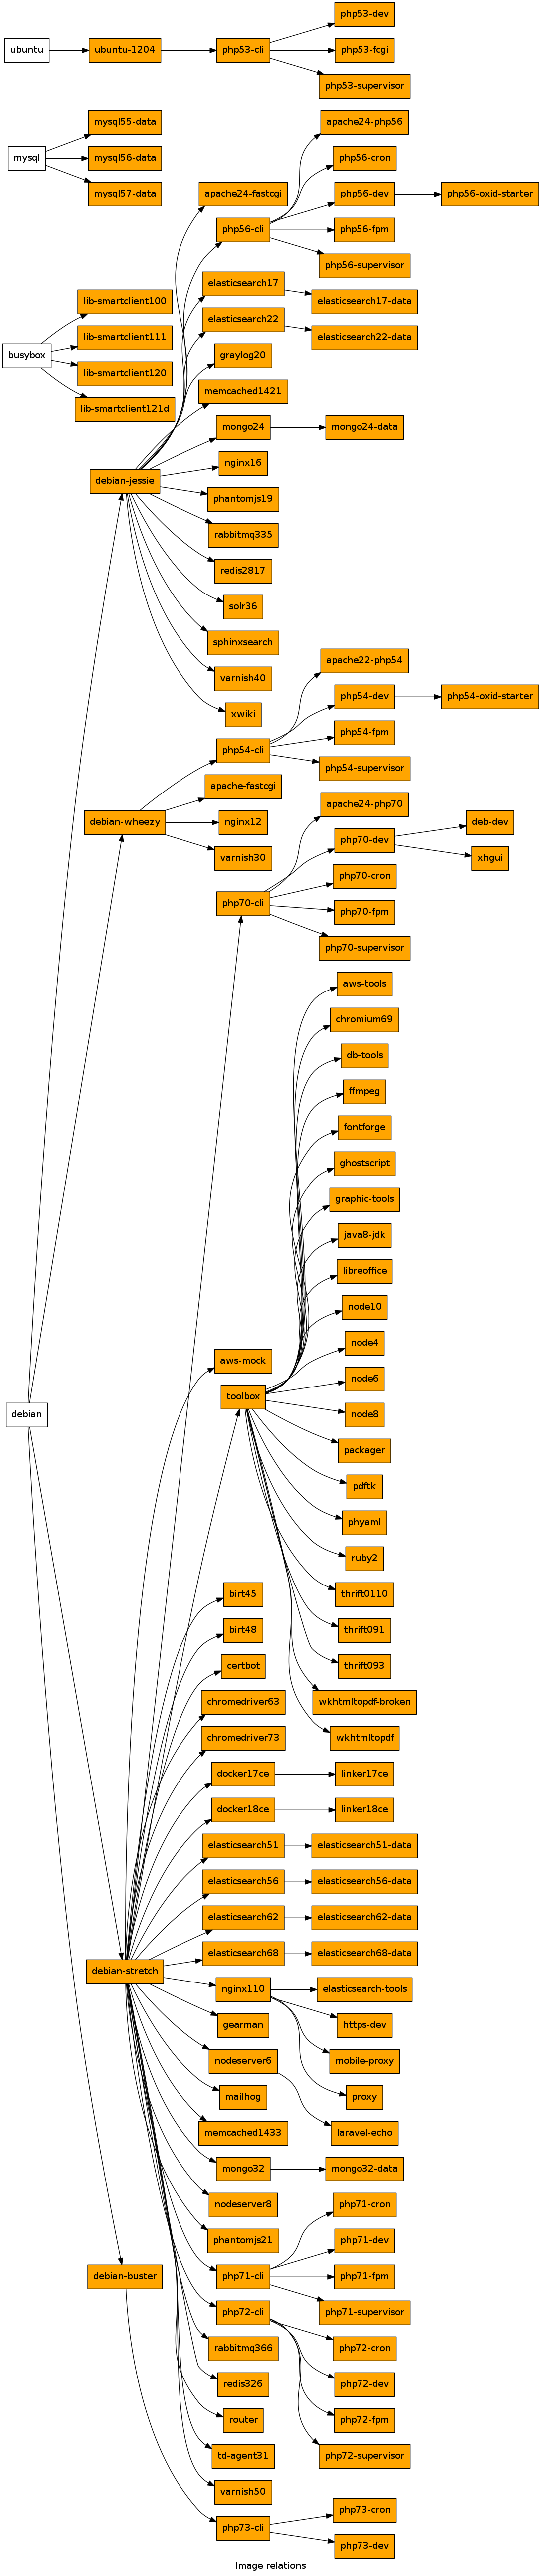 php53-dev
ubuntu
ubuntu-1204
php53-cli
php53-fcgi
php53-supervisor
apache24-php56
mysql55-data
mysql
mysql56-data
php56-cron
mysql57-data
apache24-fastcgi
php56-dev
php56-oxid-starter
php56-cli
php56-fpm
php56-supervisor
elasticsearch17
lib-smartclient100
elasticsearch17-data
elasticsearch22
lib-smartclient111
elasticsearch22-data
busybox
graylog20
lib-smartclient120
memcached1421
lib-smartclient121d
mongo24
mongo24-data
nginx16
debian-jessie
phantomjs19
rabbitmq335
redis2817
solr36
sphinxsearch
apache22-php54
varnish40
php54-dev
php54-oxid-starter
xwiki
php54-fpm
php54-cli
php54-supervisor
apache-fastcgi
apache24-php70
debian-wheezy
nginx12
deb-dev
php70-dev
varnish30
xhgui
php70-cron
php70-cli
php70-fpm
php70-supervisor
aws-tools
chromium69
db-tools
ffmpeg
fontforge
ghostscript
graphic-tools
java8-jdk
libreoffice
node10
node4
aws-mock
node6
toolbox
debian
node8
packager
pdftk
phyaml
ruby2
birt45
thrift0110
birt48
thrift091
certbot
thrift093
chromedriver63
wkhtmltopdf-broken
chromedriver73
wkhtmltopdf
docker17ce
linker17ce
docker18ce
linker18ce
elasticsearch51
elasticsearch51-data
elasticsearch56
elasticsearch56-data
elasticsearch62
elasticsearch62-data
elasticsearch68
elasticsearch68-data
debian-stretch
nginx110
elasticsearch-tools
gearman
https-dev
nodeserver6
mobile-proxy
mailhog
proxy
memcached1433
laravel-echo
mongo32
mongo32-data
nodeserver8
php71-cron
phantomjs21
php71-dev
debian-buster
php71-cli
php71-fpm
php72-cli
php71-supervisor
rabbitmq366
php72-cron
redis326
php72-dev
router
php72-fpm
td-agent31
php72-supervisor
varnish50
php73-cron
php73-cli
php73-dev
Image relations